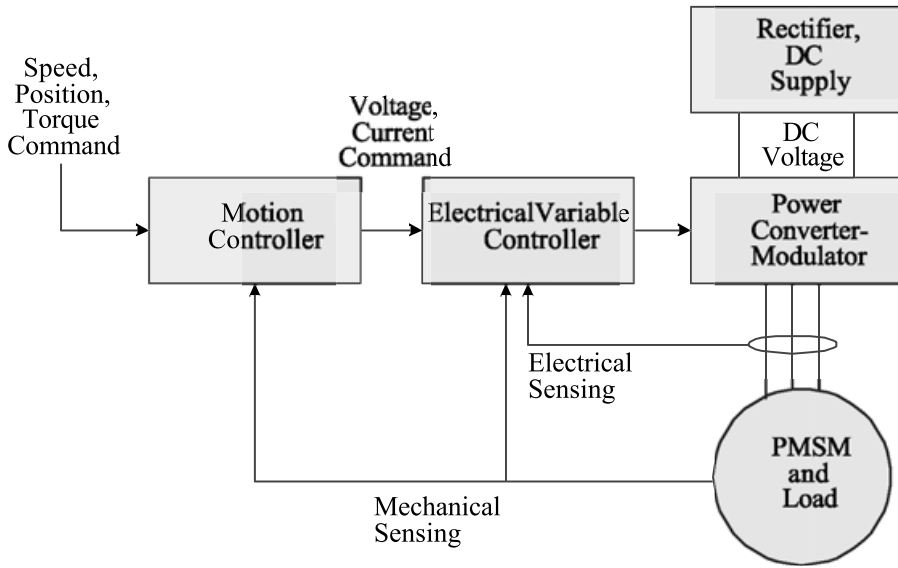 Rectifier,
DC
Supply
Speed,
Position,
Torque
Command
Voltage,
Current
Command
DC
Voltage
Motion
Controller
ElectricalVariable
Controller
Power
Converter-
Modulator
Electrical
Sensing
PMSM
and
Load
Mechanical
Sensing